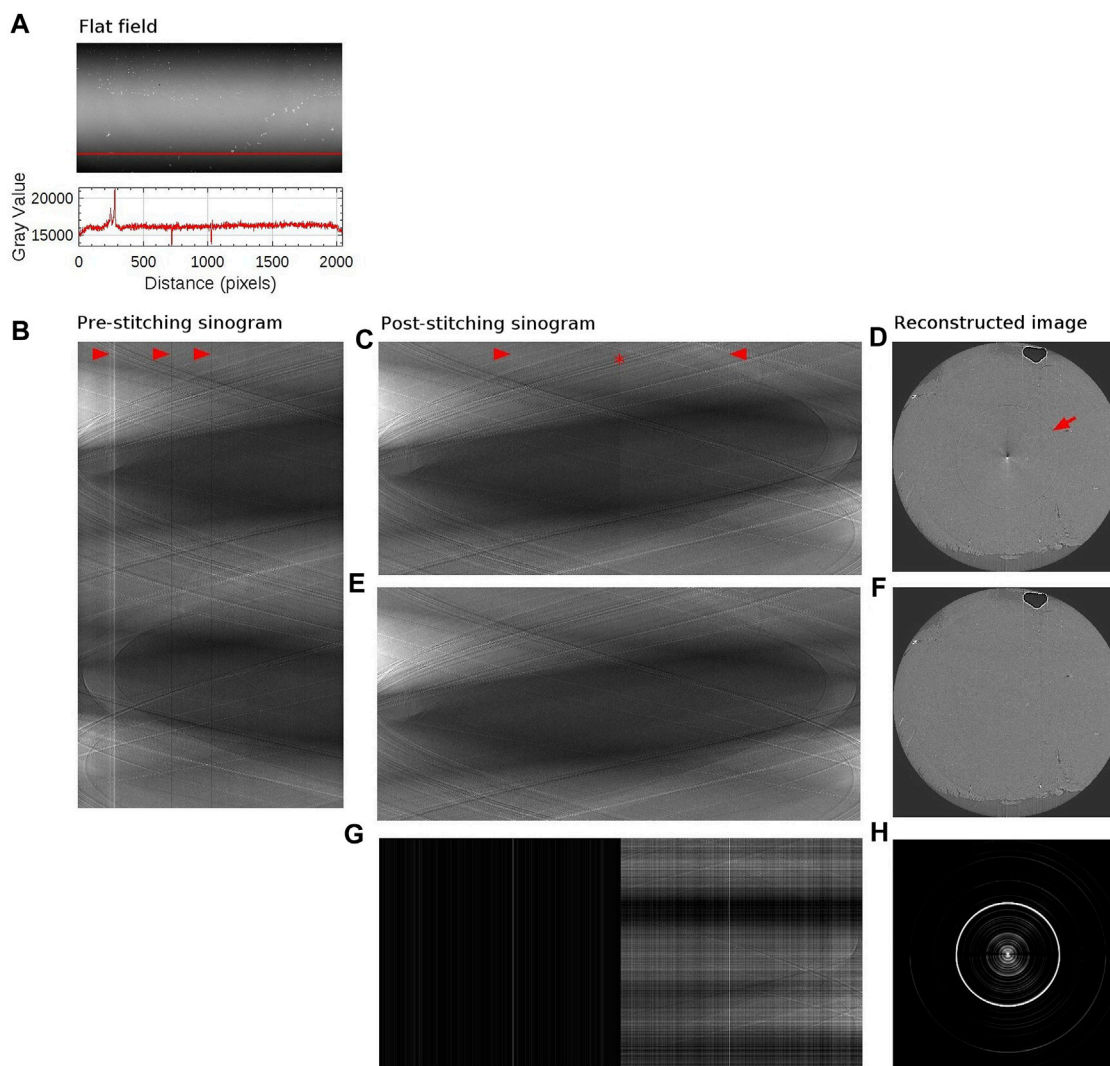 A
Flat field
Gray Value
20000
15000
0 500 1000 1500 2000
Distance (pixels)
B
Pre-stitching sinogram
C
Post-stitching sinogram
*
D
Reconstructed image
E
F
G
H